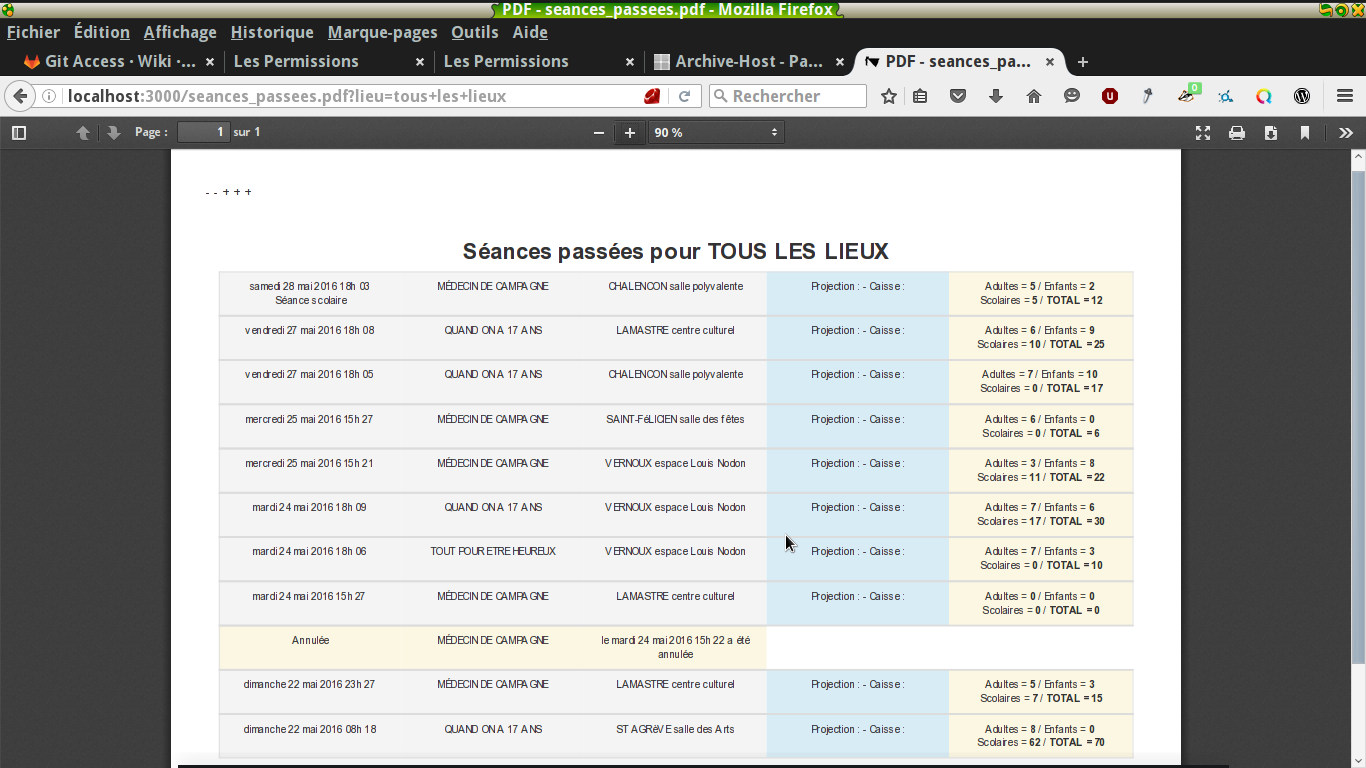 PDF - seances_passees.pdf - Mozilla Firefox
Fichier Édition Affichage Historique Marque-pages Outils Aide
Git Access · Wiki ·... × Les Permissions × Les Permissions × Archive-Host - Pa... × PDF - seances_pa... × +
localhost:3000/seances_passees.pdf?lieu=tous+les+lieux Rechercher 0
Page : 1 sur 1 90 %
- - + + +
Séances passées pour TOUS LES LIEUX
samedi 28 mai 2016 18h 03 MÉDECIN DE CAMPAGNE CHALENCON salle polyvalente Projection : - Caisse : Adultes = 5 / Enfants = 2
Séance scolaire Scolaires = 5 / TOTAL = 12
vendredi 27 mai 2016 18h 08 QUAND ON A 17 ANS LAMASTRE centre culturel Projection : - Caisse : Adultes = 6 / Enfants = 9
Scolaires = 10 / TOTAL = 25
vendredi 27 mai 2016 18h 05 QUAND ON A 17 ANS CHALENCON salle polyvalente Projection : - Caisse : Adultes = 7 / Enfants = 10
Scolaires = 0 / TOTAL = 17
mercredi 25 mai 2016 15h 27 MÉDECIN DE CAMPAGNE SAINT-FéLICIEN salle des fêtes Projection : - Caisse : Adultes = 6 / Enfants = 0
Scolaires = 0 / TOTAL = 6
mercredi 25 mai 2016 15h 21 MÉDECIN DE CAMPAGNE VERNOUX espace Louis Nodon Projection : - Caisse : Adultes = 3 / Enfants = 8
Scolaires = 11 / TOTAL = 22
mardi 24 mai 2016 18h 09 QUAND ON A 17 ANS VERNOUX espace Louis Nodon Projection : - Caisse : Adultes = 7 / Enfants = 6
Scolaires = 17 / TOTAL = 30
mardi 24 mai 2016 18h 06 TOUT POUR ETRE HEUREUX VERNOUX espace Louis Nodon Projection : - Caisse : Adultes = 7 / Enfants = 3
Scolaires = 0 / TOTAL = 10
mardi 24 mai 2016 15h 27 MÉDECIN DE CAMPAGNE LAMASTRE centre culturel Projection : - Caisse : Adultes = 0 / Enfants = 0
Scolaires = 0 / TOTAL = 0
Annulée MÉDECIN DE CAMPAGNE le mardi 24 mai 2016 15h 22 a été
annulée
dimanche 22 mai 2016 23h 27 MÉDECIN DE CAMPAGNE LAMASTRE centre culturel Projection : - Caisse : Adultes = 5 / Enfants = 3
Scolaires = 7 / TOTAL = 15
dimanche 22 mai 2016 08h 18 QUAND ON A 17 ANS ST AGRèVE salle des Arts Projection : - Caisse : Adultes = 8 / Enfants = 0
Scolaires = 62 / TOTAL = 70